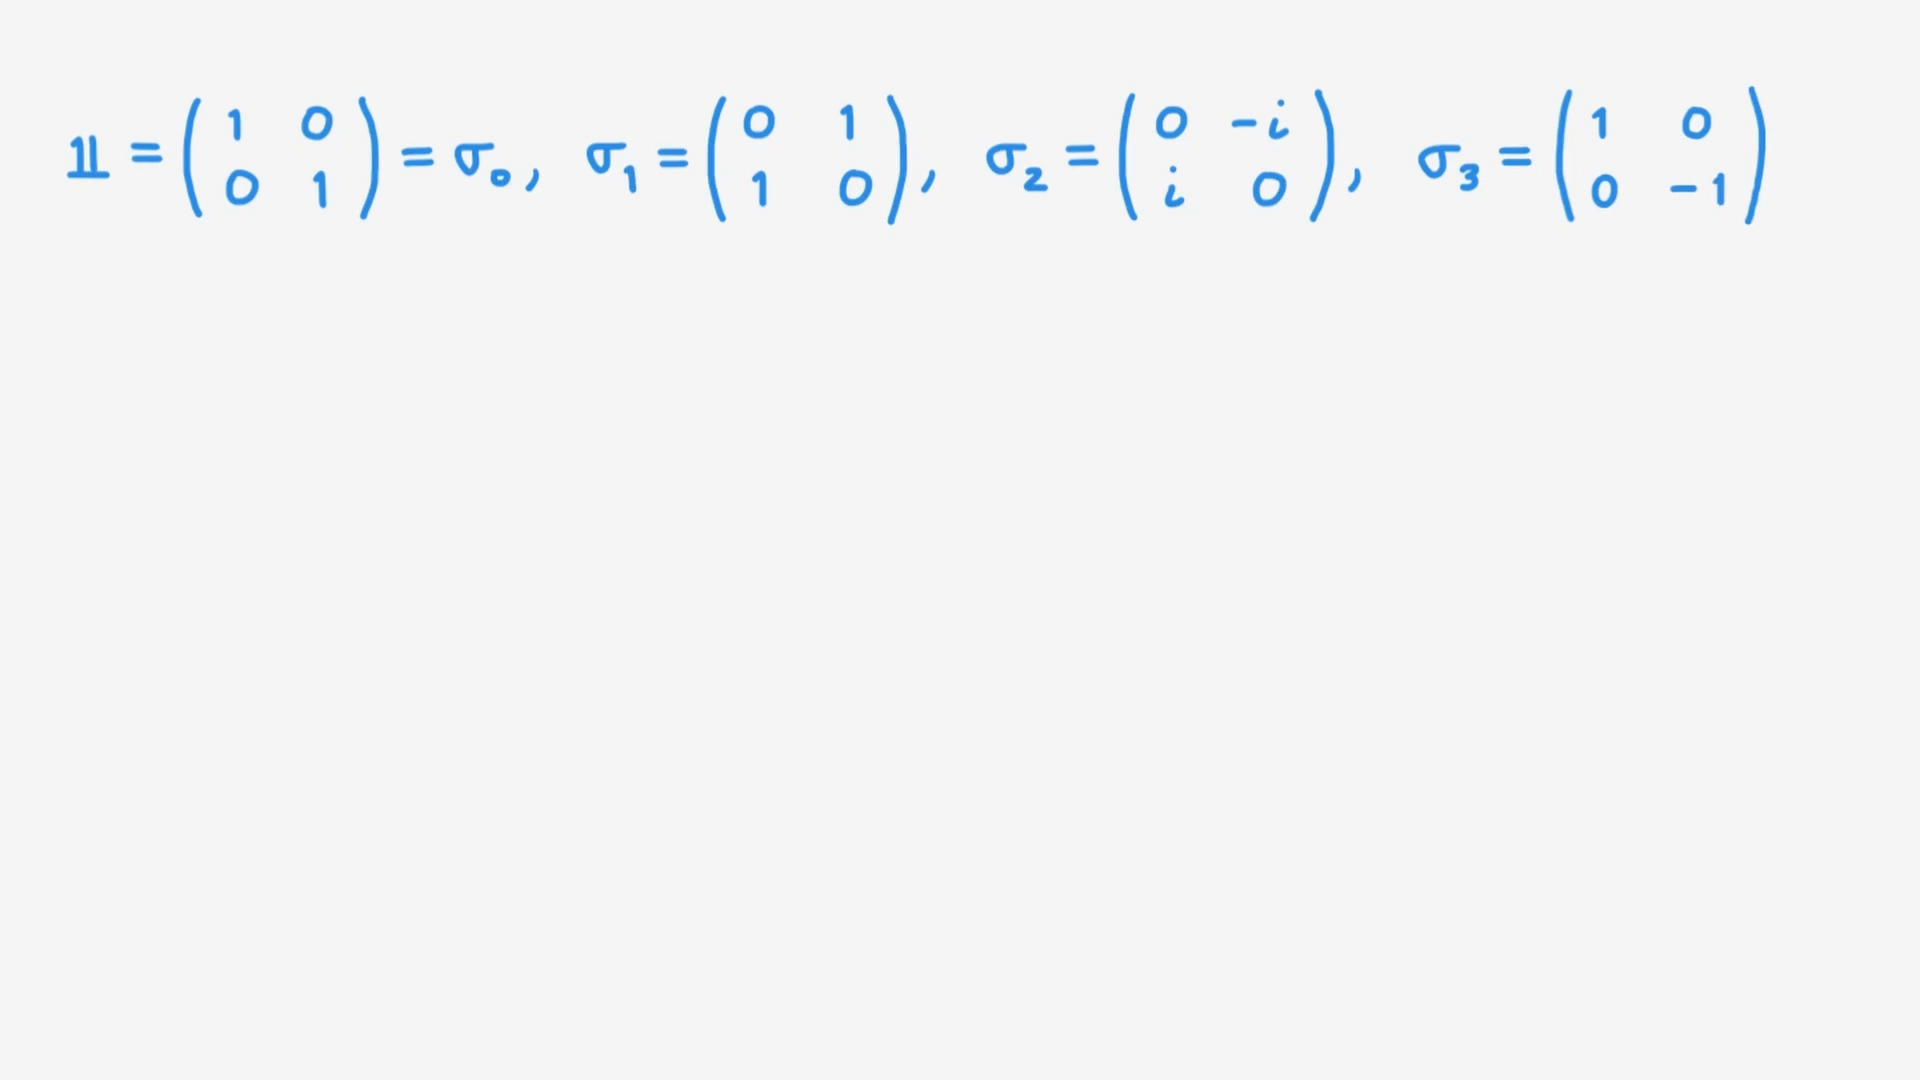 𝟙 = ( 1 0 ; 0 1 ) = σ₀, σ₁ = ( 0 1 ; 1 0 ), σ₂ = ( 0 -i ; i 0 ), σ₃ = ( 1 0 ; 0 -1 )